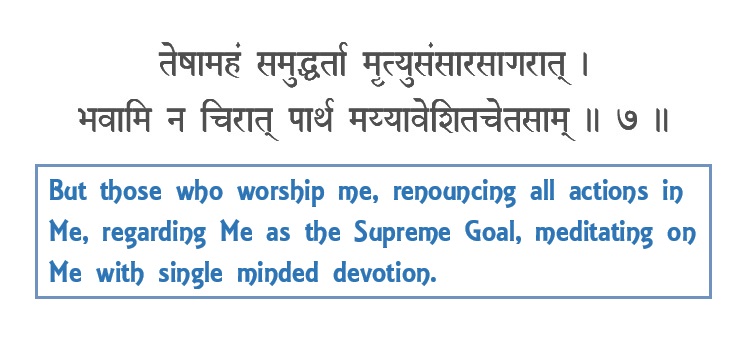 तेषामहं समुद्धर्ता मृत्युसंसारसागरात् ।
भवामि न चिरात् पार्थ मय्यावेशितचेतसाम् ॥ ७ ॥
But those who worship me, renouncing all actions in
Me, regarding Me as the Supreme Goal, meditating on
Me with single minded devotion.